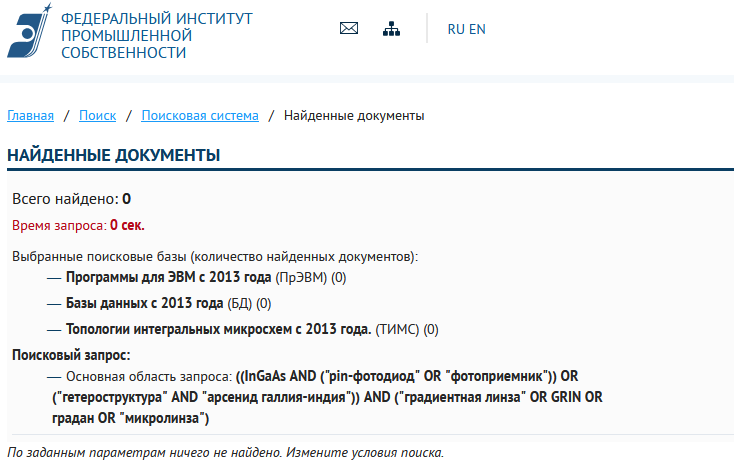 ФЕДЕРАЛЬНЫЙ ИНСТИТУТ
ПРОМЫШЛЕННОЙ
СОБСТВЕННОСТИ
RU EN
Главная / Поиск / Поисковая система / Найденные документы
НАЙДЕННЫЕ ДОКУМЕНТЫ
Всего найдено: 0
Время запроса: 0 сек.
Выбранные поисковые базы (количество найденных документов):
— Программы для ЭВМ с 2013 года (ПрЭВМ) (0)
— Базы данных с 2013 года (БД) (0)
— Топологии интегральных микросхем с 2013 года. (ТИМС) (0)
Поисковый запрос:
— Основная область запроса: ((InGaAs AND ("pin-фотодиод" OR "фотоприемник")) OR
("гетероструктура" AND "арсенид галлия-индия")) AND ("градиентная линза" OR GRIN OR
градан OR "микролинза")
По заданным параметрам ничего не найдено. Измените условия поиска.